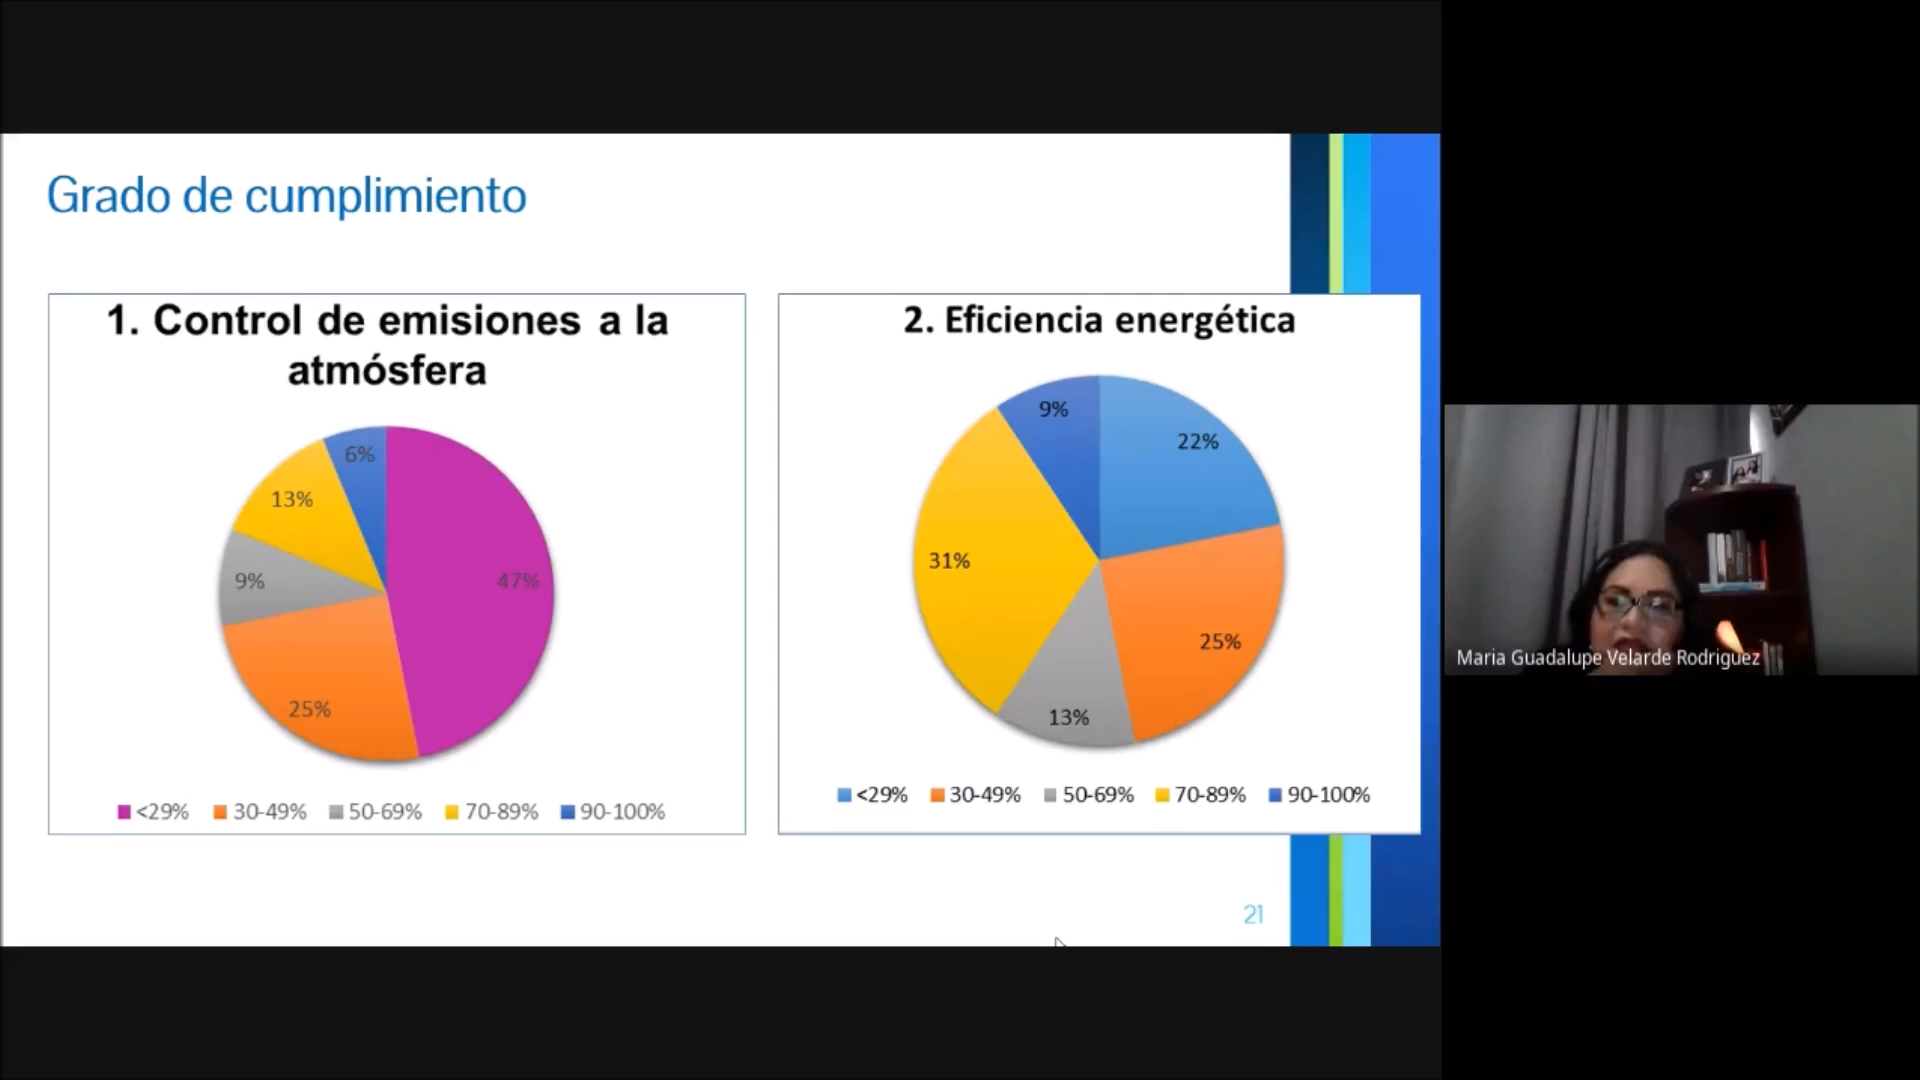 Grado de cumplimiento
1. Control de emisiones a la
atmósfera
6%
13%
9%
47%
25%
<29% 30-49% 50-69% 70-89% 90-100%
2. Eficiencia energética
9%
22%
31%
25%
13%
<29% 30-49% 50-69% 70-89% 90-100%
21
Maria Guadalupe Velarde Rodriguez